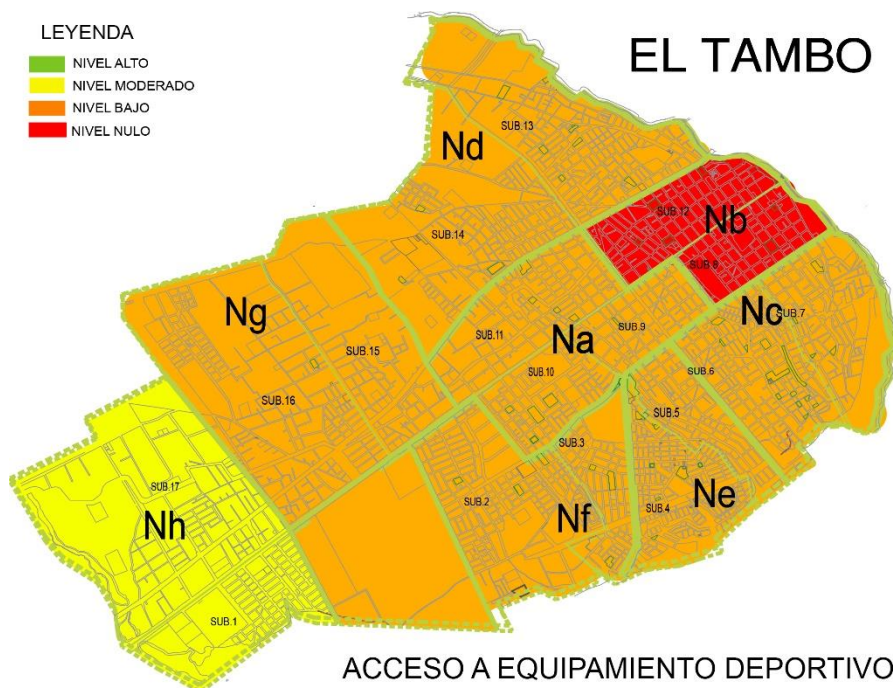 LEYENDA
NIVEL ALTO
NIVEL MODERADO
NIVEL BAJO
NIVEL NULO
EL TAMBO
SUB.13
Nd
SUB.12
Nb
SUB.14
SUB.8
Ng
Nc
SUB.7
SUB.11
Na
SUB.9
SUB.15
SUB.10
SUB.6
SUB.16
SUB.5
SUB.3
SUB.17
SUB.2
Nh
Nf
Ne
SUB.4
SUB.1
ACCESO A EQUIPAMIENTO DEPORTIVO